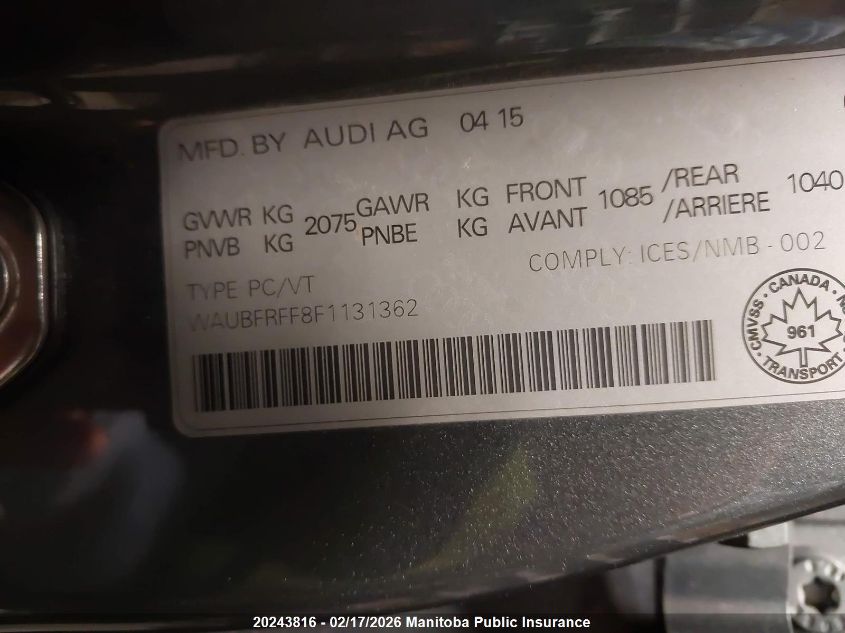 MFD. BY AUDI AG 04 15
GVWR KG 2075 GAWR KG FRONT 1085 /REAR 1040
PNVB KG PNBE KG AVANT /ARRIERE
COMPLY: ICES/NMB - 002
TYPE PC/VT
WAUBFRFF8F1131362
CANADA
CMVSS
961
TRANSPORT
20243816 - 02/17/2026 Manitoba Public Insurance